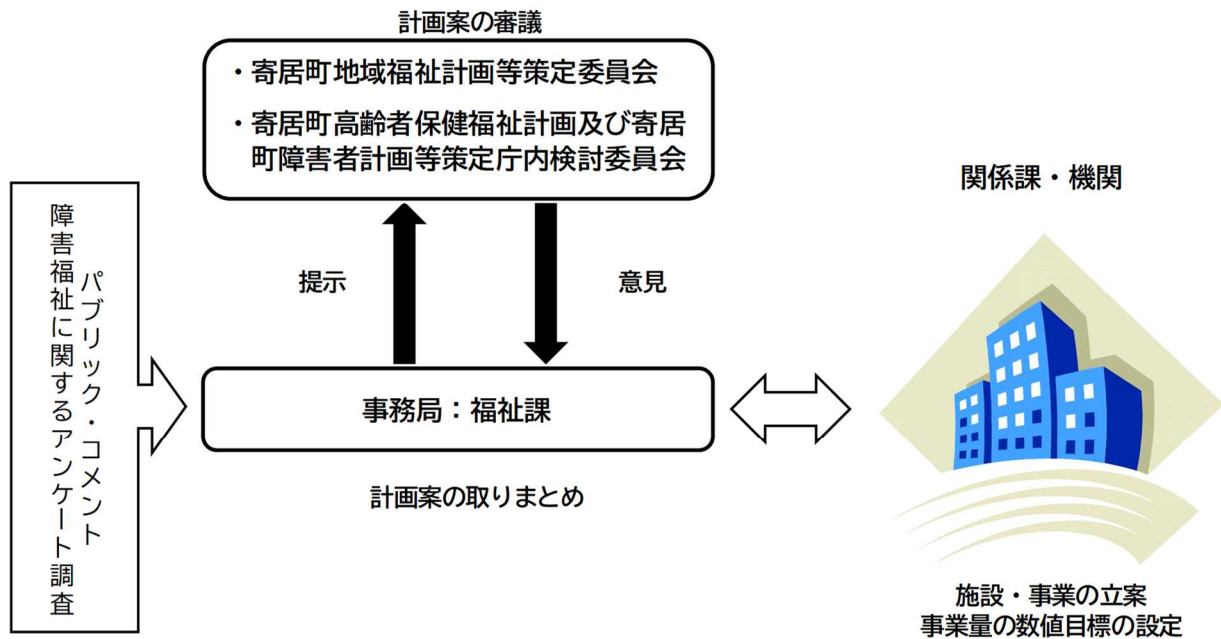 計画案の審議
・寄居町地域福祉計画等策定委員会
・寄居町高齢者保健福祉計画及び寄居
町障害者計画等策定庁内検討委員会
関係課・機関
パブリック・コメント
障害福祉に関するアンケート調査
提示
意見
事務局：福祉課
計画案の取りまとめ
施設・事業の立案
事業量の数値目標の設定